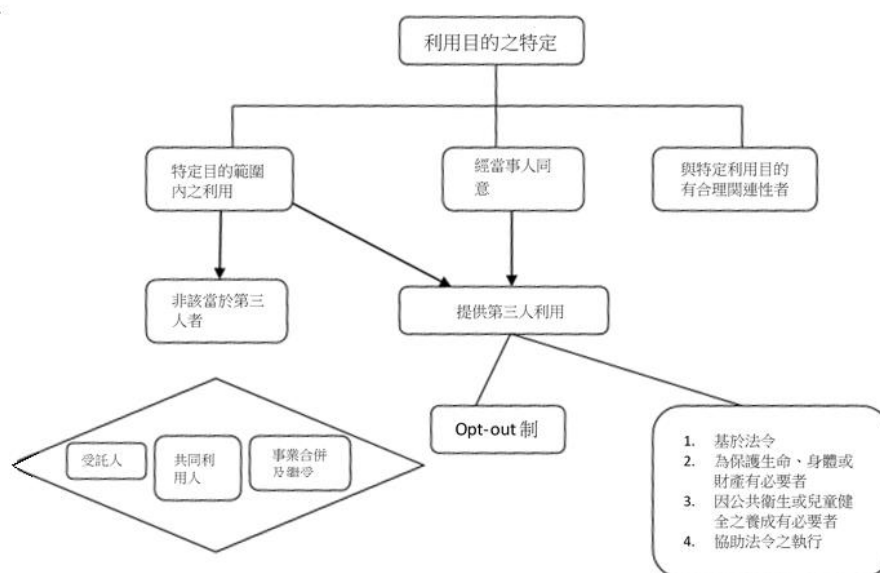 利用目的之特定
特定目的範圍
內之利用
經當事人同
意
與特定利用目的
有合理関連性者
非該當於第三
人者
提供第三人利用
Opt-out 制
受託人
共同利
用人
事業合併
及繼受
1. 基於法令
2. 為保護生命、身體或
財產有必要者
3. 因公共衛生或兒童健
全之養成有必要者
4. 協助法令之執行